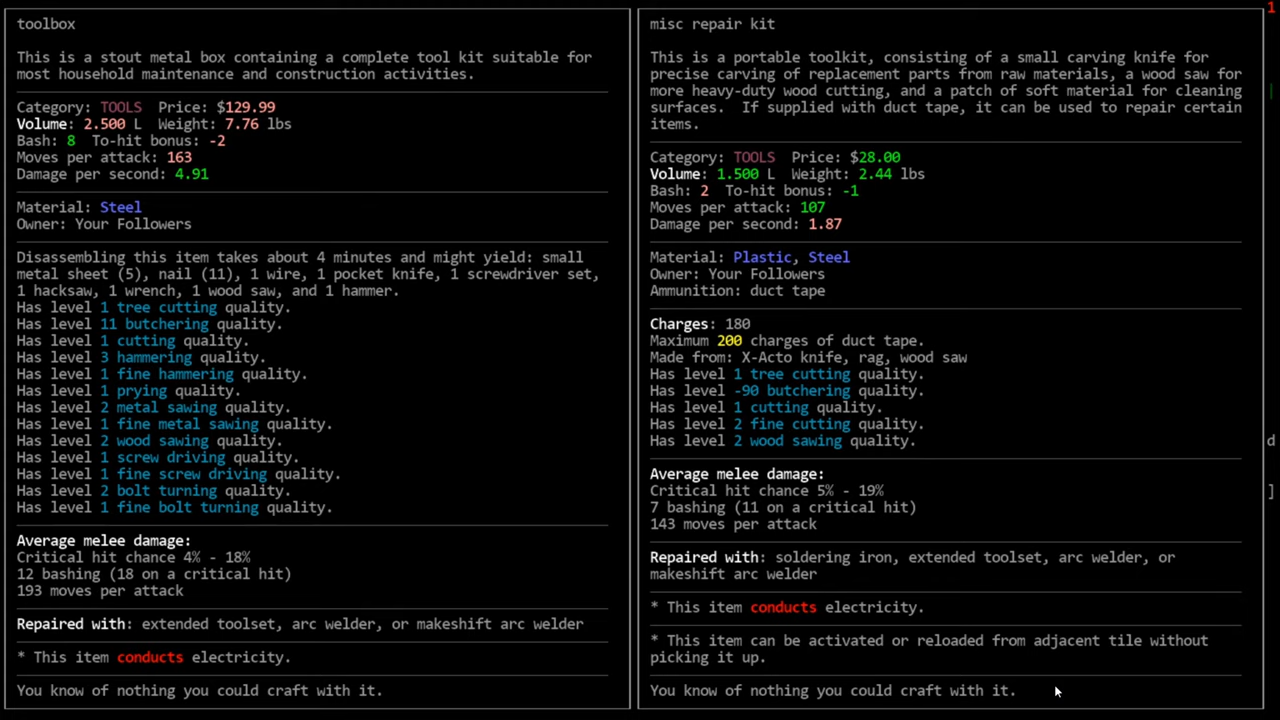 toolbox
This is a stout metal box containing a complete tool kit suitable for
most household maintenance and construction activities.
Category: TOOLS  Price: $129.99
Volume: 2.500 L  Weight: 7.76 lbs
Bash: 8  To-hit bonus: -2
Moves per attack: 163
Damage per second: 4.91
Material: Steel
Owner: Your Followers
Disassembling this item takes about 4 minutes and might yield: small
metal sheet (5), nail (11), 1 wire, 1 pocket knife, 1 screwdriver set,
1 hacksaw, 1 wrench, 1 wood saw, and 1 hammer.
Has level 1 tree cutting quality.
Has level 11 butchering quality.
Has level 1 cutting quality.
Has level 3 hammering quality.
Has level 1 fine hammering quality.
Has level 1 prying quality.
Has level 2 metal sawing quality.
Has level 1 fine metal sawing quality.
Has level 2 wood sawing quality.
Has level 1 screw driving quality.
Has level 1 fine screw driving quality.
Has level 2 bolt turning quality.
Has level 1 fine bolt turning quality.
Average melee damage:
Critical hit chance 4% - 18%
12 bashing (18 on a critical hit)
193 moves per attack
Repaired with: extended toolset, arc welder, or makeshift arc welder
* This item conducts electricity.
You know of nothing you could craft with it.
misc repair kit
This is a portable toolkit, consisting of a small carving knife for
precise carving of replacement parts from raw materials, a wood saw for
more heavy-duty wood cutting, and a patch of soft material for cleaning
surfaces.  If supplied with duct tape, it can be used to repair certain
items.
Category: TOOLS  Price: $28.00
Volume: 1.500 L  Weight: 2.44 lbs
Bash: 2  To-hit bonus: -1
Moves per attack: 107
Damage per second: 1.87
Material: Plastic, Steel
Owner: Your Followers
Ammunition: duct tape
Charges: 180
Maximum 200 charges of duct tape.
Made from: X-Acto knife, rag, wood saw
Has level 1 tree cutting quality.
Has level -90 butchering quality.
Has level 1 cutting quality.
Has level 2 fine cutting quality.
Has level 2 wood sawing quality.
Average melee damage:
Critical hit chance 5% - 19%
7 bashing (11 on a critical hit)
143 moves per attack
Repaired with: soldering iron, extended toolset, arc welder, or
makeshift arc welder
* This item conducts electricity.
* This item can be activated or reloaded from adjacent tile without
picking it up.
You know of nothing you could craft with it.
1
d
]